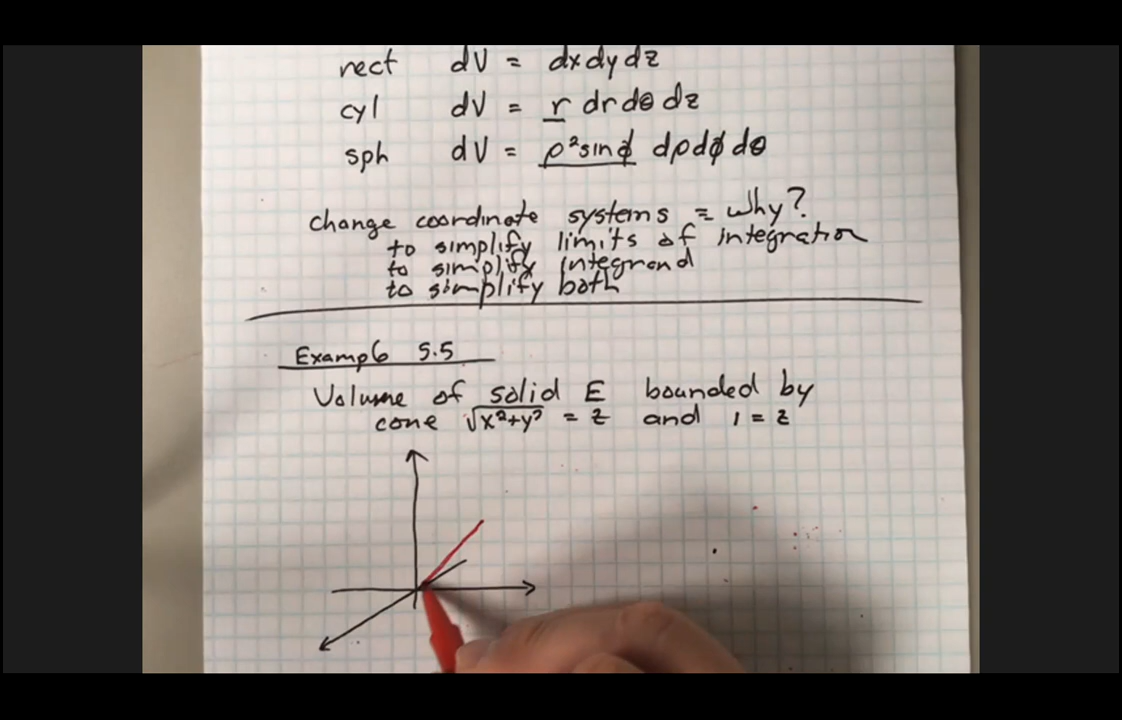 rect dV = dx dy dz
cyl dV = r dr dθ dz
sph dV = ρ²sinϕ dρ dϕ dθ
change coordinate systems = why?
to simplify limits of integration
to simplify integrand
to simplify both
Example 5.5
Volume of solid E bounded by
cone √x²+y² = z and 1 = z